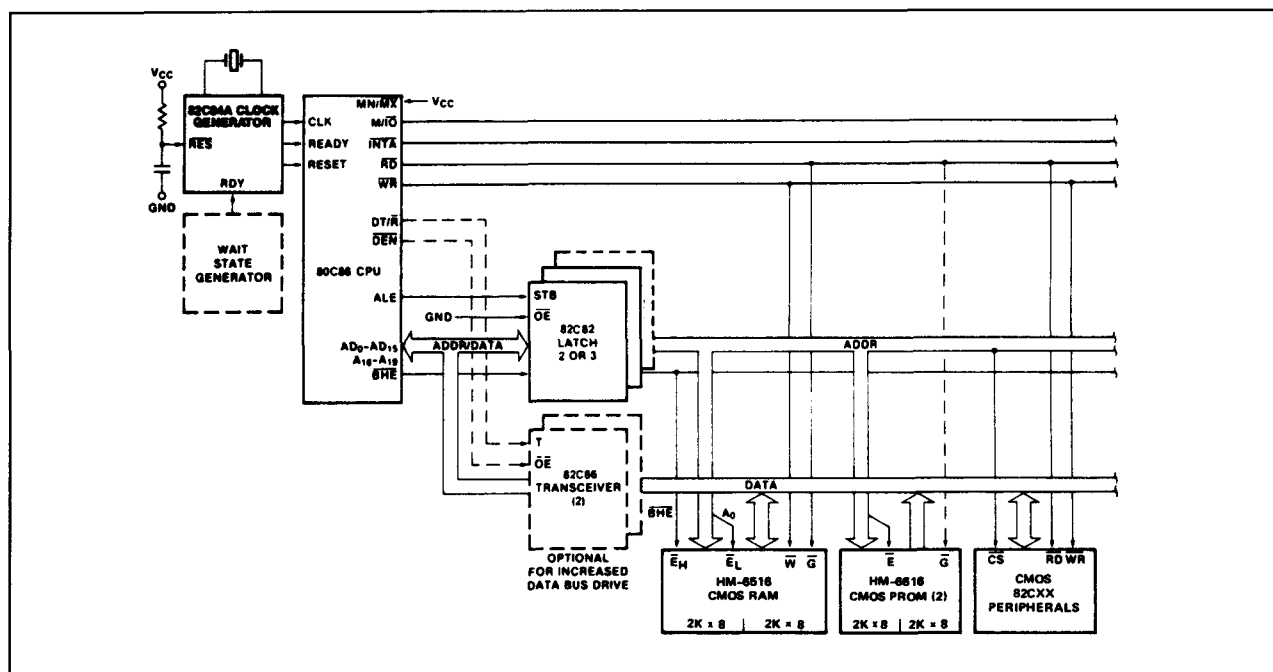 VCC
82C84A CLOCK
GENERATOR
RES
RDY
GND
WAIT
STATE
GENERATOR
CLK
READY
RESET
MN/MX
VCC
M/IO
INTA
RD
WR
DT/R
DEN
80C86 CPU
ALE
AD0-AD15
A16-A19
BHE
GND
ADDR/DATA
STB
OE
82C82
LATCH
2 OR 3
ADDR
T
OE
82C86
TRANSCEIVER
(2)
OPTIONAL
FOR INCREASED
DATA BUS DRIVE
DATA
BHE
A0
EH
EL
W
G
HM-6516
CMOS RAM
2K × 8
2K × 8
E
G
HM-6616
CMOS PROM (2)
2K × 8
2K × 8
CS
RD
WR
CMOS
82CXX
PERIPHERALS